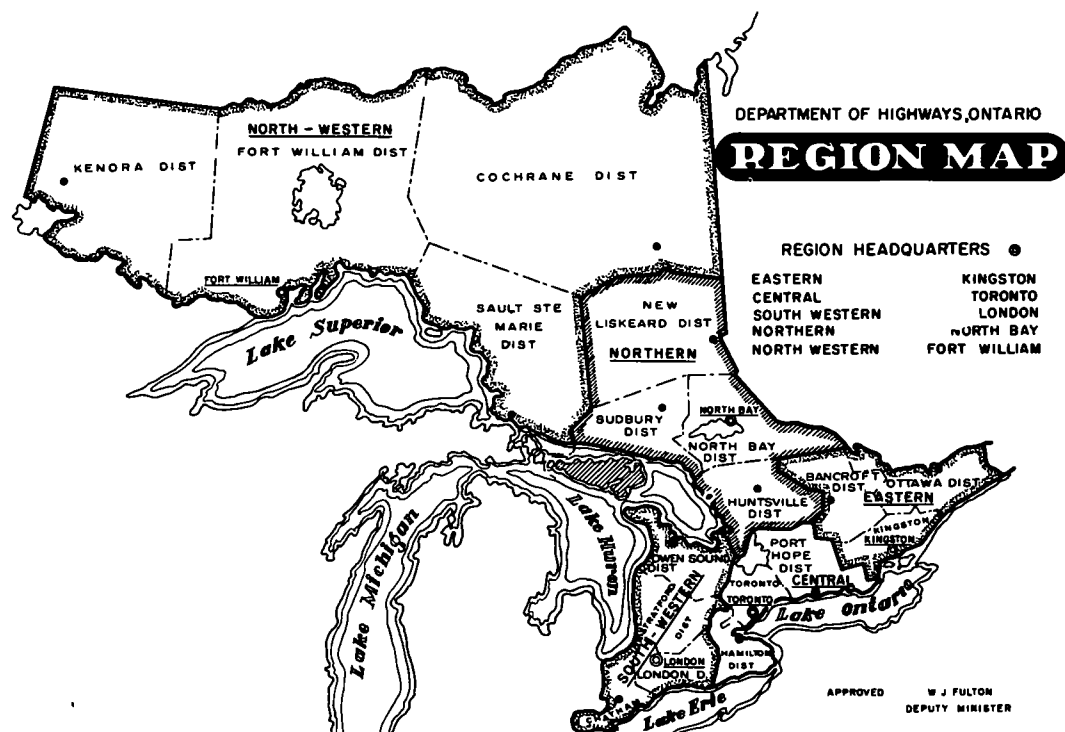 DEPARTMENT OF HIGHWAYS, ONTARIO
REGION MAP
REGION HEADQUARTERS
EASTERN KINGSTON
CENTRAL TORONTO
SOUTH WESTERN LONDON
NORTHERN NORTH BAY
NORTH WESTERN FORT WILLIAM
NORTH - WESTERN
FORT WILLIAM DIST
KENORA DIST
COCHRANE DIST
FORT WILLIAM
Lake Superior
SAULT STE
MARIE
DIST
NEW
LISKEARD DIST
NORTHERN
SUDBURY
DIST
NORTH BAY
NORTH BAY
DIST
HUNTSVILLE
DIST
BANCROFT
DIST
OTTAWA DIST
EASTERN
KINGSTON
KINGSTON
PORT
HOPE
DIST
CENTRAL
TORONTO
TORONTO
Lake Ontario
HAMILTON
DIST
Lake Michigan
Lake Huron
OWEN SOUND
DIST
STRATFORD
DIST
SOUTH-WESTERN
LONDON
LONDON D.
CHATHAM
Lake Erie
APPROVED W J FULTON
DEPUTY MINISTER